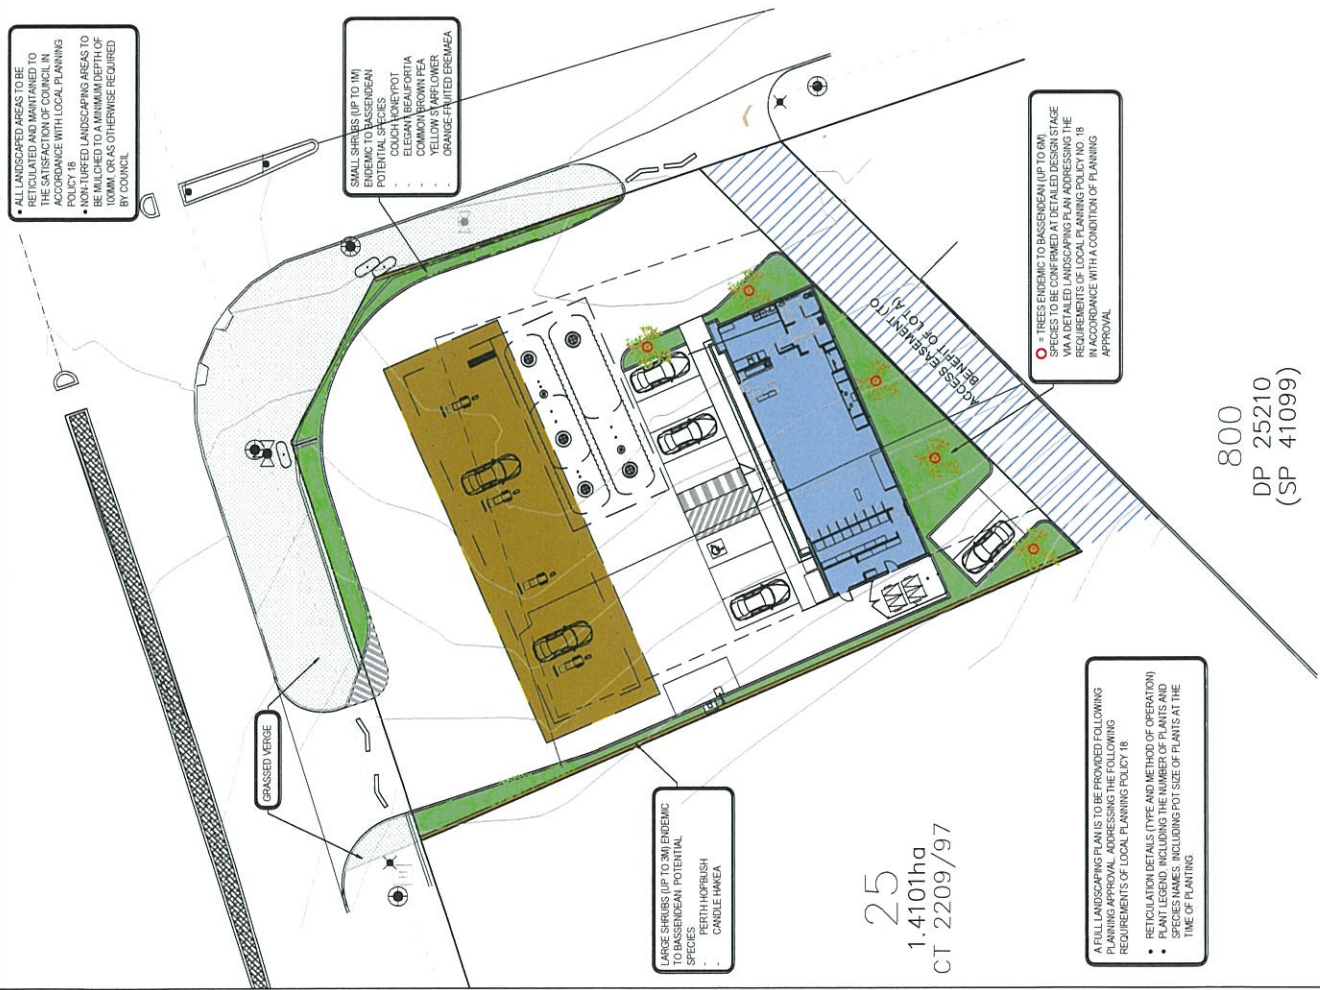 • ALL LANDSCAPED AREAS TO BE
RETICULATED AND MAINTAINED TO
THE SATISFACTION OF COUNCIL IN
ACCORDANCE WITH LOCAL PLANNING
POLICY 18
• NON-TURFED LANDSCAPING AREAS TO
BE MULCHED TO A MINIMUM DEPTH OF
100MM, OR AS OTHERWISE REQUIRED
BY COUNCIL
SMALL SHRUBS (UP TO 1M)
ENDEMIC TO BASSENDEAN
POTENTIAL SPECIES
- COUCH HONEYPOT
- ELEGANT BEAUFORTIA
- COMMON BROWN PEA
- YELLOW STARFLOWER
- ORANGE-FRUITED EREMAEA
GRASSED VERGE
= TREES ENDEMIC TO BASSENDEAN (UP TO 6M)
SPECIES TO BE CONFIRMED AT DETAILED DESIGN STAGE
VIA A DETAILED LANDSCAPING PLAN ADDRESSING THE
REQUIREMENTS OF LOCAL PLANNING POLICY NO. 18
IN ACCORDANCE WITH A CONDITION OF PLANNING
APPROVAL
ACCESS EASEMENT (TO
BENEFIT OF LOT A)
LARGE SHRUBS (UP TO 3M) ENDEMIC
TO BASSENDEAN POTENTIAL
SPECIES
- PERTH HOPBUSH
- CANDLE HAKEA
25
1.4101ha
CT 2209/97
800
DP 25210
(SP 41099)
A FULL LANDSCAPING PLAN IS TO BE PROVIDED FOLLOWING
PLANNING APPROVAL, ADDRESSING THE FOLLOWING
REQUIREMENTS OF LOCAL PLANNING POLICY 18:
• RETICULATION DETAILS (TYPE AND METHOD OF OPERATION)
• PLANT LEGEND, INCLUDING THE NUMBER OF PLANTS AND
SPECIES NAMES, INCLUDING POT SIZE OF PLANTS AT THE
TIME OF PLANTING.